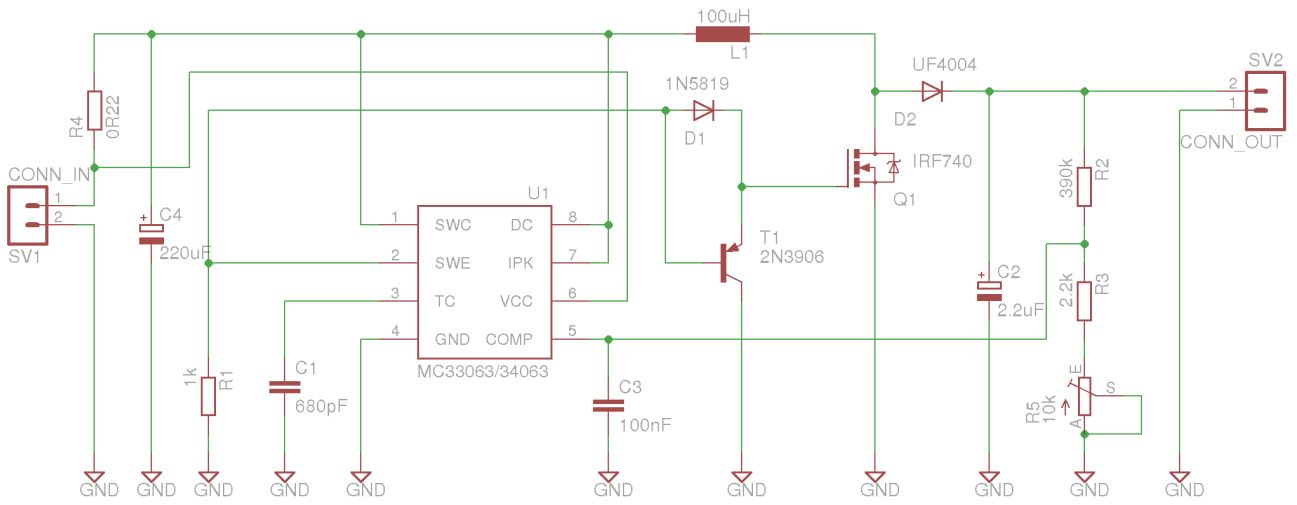 100uH
L1
UF4004
SV2
1N5819
2
1
D1
D2
R4
0R22
CONN_OUT
IRF740
CONN_IN
390k
R2
1
2
U1
Q1
SV1
C4
+
220uF
1 SWC DC 8
T1
2N3906
2 SWE IPK 7
C2
+
2.2uF
2.2k
R3
3 TC VCC 6
4 GND COMP 5
MC33063/34063
1k
R1
C1
680pF
C3
100nF
E
S
R5
10k
A
GND
GND
GND
GND
GND
GND
GND
GND
GND
GND
GND